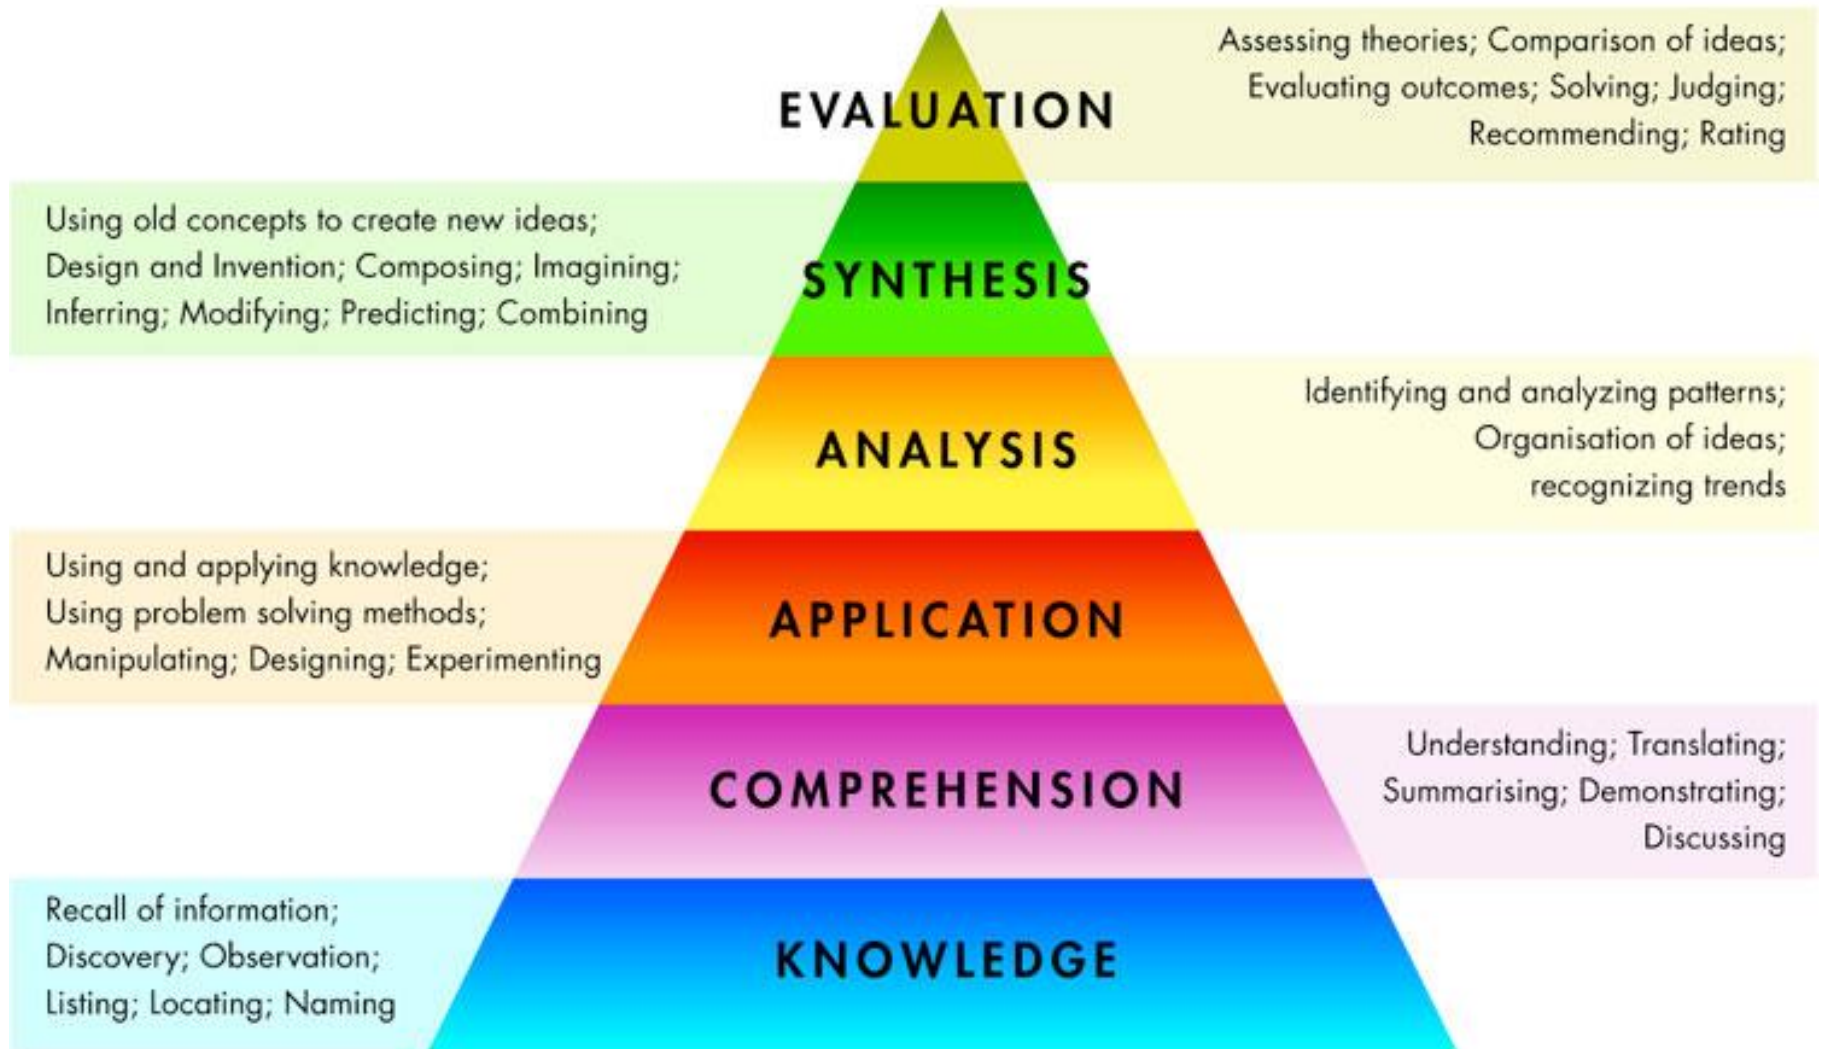 EVALUATION
Assessing theories; Comparison of ideas;
Evaluating outcomes; Solving; Judging;
Recommending; Rating
Using old concepts to create new ideas;
Design and Invention; Composing; Imagining;
Inferring; Modifying; Predicting; Combining
SYNTHESIS
ANALYSIS
Identifying and analyzing patterns;
Organisation of ideas;
recognizing trends
Using and applying knowledge;
Using problem solving methods;
Manipulating; Designing; Experimenting
APPLICATION
COMPREHENSION
Understanding; Translating;
Summarising; Demonstrating;
Discussing
Recall of information;
Discovery; Observation;
Listing; Locating; Naming
KNOWLEDGE